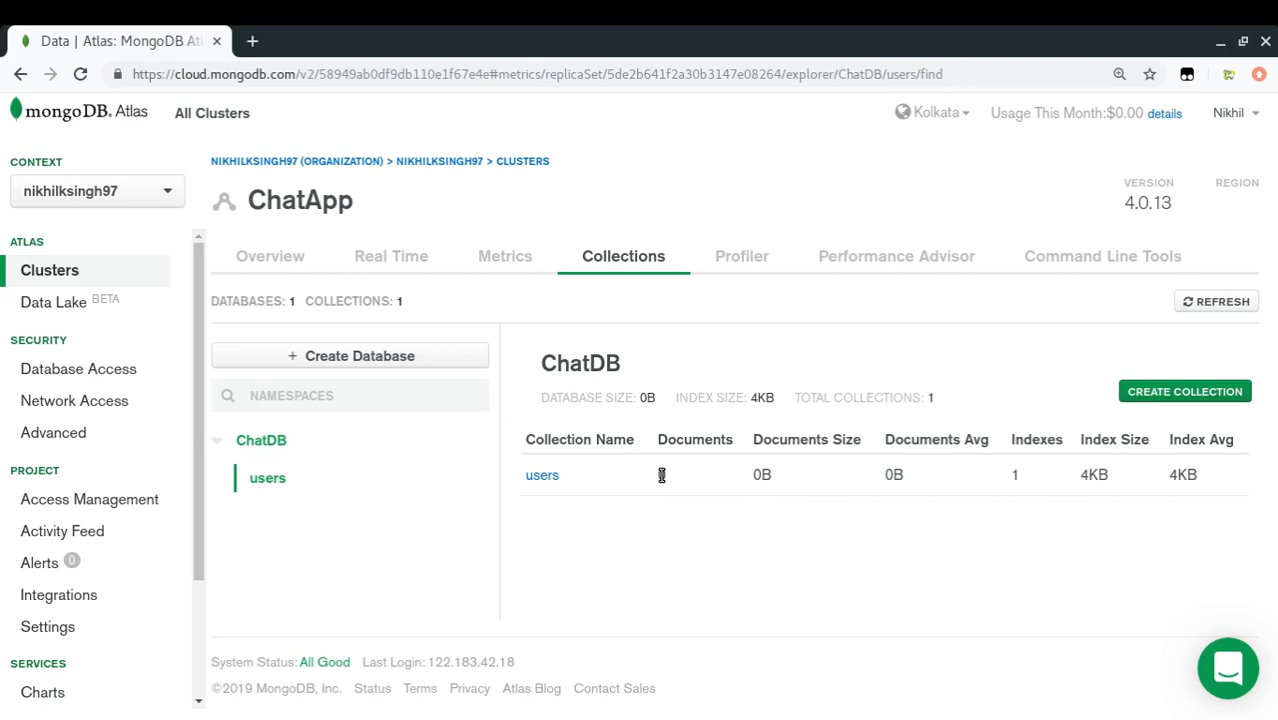 Data | Atlas: MongoDB Atl
https://cloud.mongodb.com/v2/58949ab0df9db110e1f67e4e#metrics/replicaSet/5de2b641f2a30b3147e08264/explorer/ChatDB/users/find
mongoDB. Atlas All Clusters Kolkata Usage This Month:$0.00 details Nikhil
CONTEXT
nikhilksingh97
NIKHILKSINGH97 (ORGANIZATION) > NIKHILKSINGH97 > CLUSTERS
ChatApp
VERSION REGION
4.0.13
ATLAS
Clusters
Data Lake BETA
SECURITY
Database Access
Network Access
Advanced
PROJECT
Access Management
Activity Feed
Alerts 0
Integrations
Settings
SERVICES
Charts
Overview Real Time Metrics Collections Profiler Performance Advisor Command Line Tools
DATABASES: 1 COLLECTIONS: 1 REFRESH
+ Create Database
NAMESPACES
ChatDB
users
ChatDB
DATABASE SIZE: 0B INDEX SIZE: 4KB TOTAL COLLECTIONS: 1 CREATE COLLECTION
Collection Name Documents Documents Size Documents Avg Indexes Index Size Index Avg
users 0B 0B 1 4KB 4KB
System Status: All Good Last Login: 122.183.42.18
©2019 MongoDB, Inc. Status Terms Privacy Atlas Blog Contact Sales